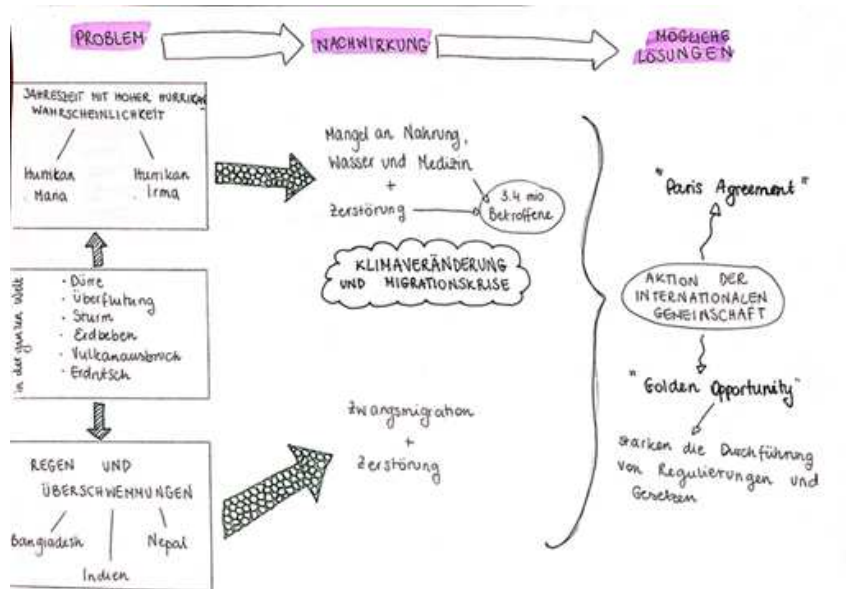 PROBLEM
NACHWIRKUNG
MÖGLICHE
LÖSUNGEN
JAHRESZEIT MIT HOHER HURRIKAN
WAHRSCHEINLICHKEIT
Hurrikan
Maria
Hurrikan
Irma
Mangel an Nahrung,
Wasser und Medizin
+
Zerstörung
3.4 mio
Betroffene
KLIMAVERÄNDERUNG
UND MIGRATIONSKRISE
in der ganzen Welt
· Dürre
· Überflutung
· Sturm
· Erdbeben
· Vulkanausbruch
· Erdrutsch
REGEN UND
ÜBERSCHWEMMUNGEN
Bangladesh
Indien
Nepal
Zwangsmigration
+
Zerstörung
"Paris Agreement"
AKTION DER
INTERNATIONALEN
GEMEINSCHAFT
"Golden Opportunity"
starken die Durchführung
von Regulierungen und
Gesetzen